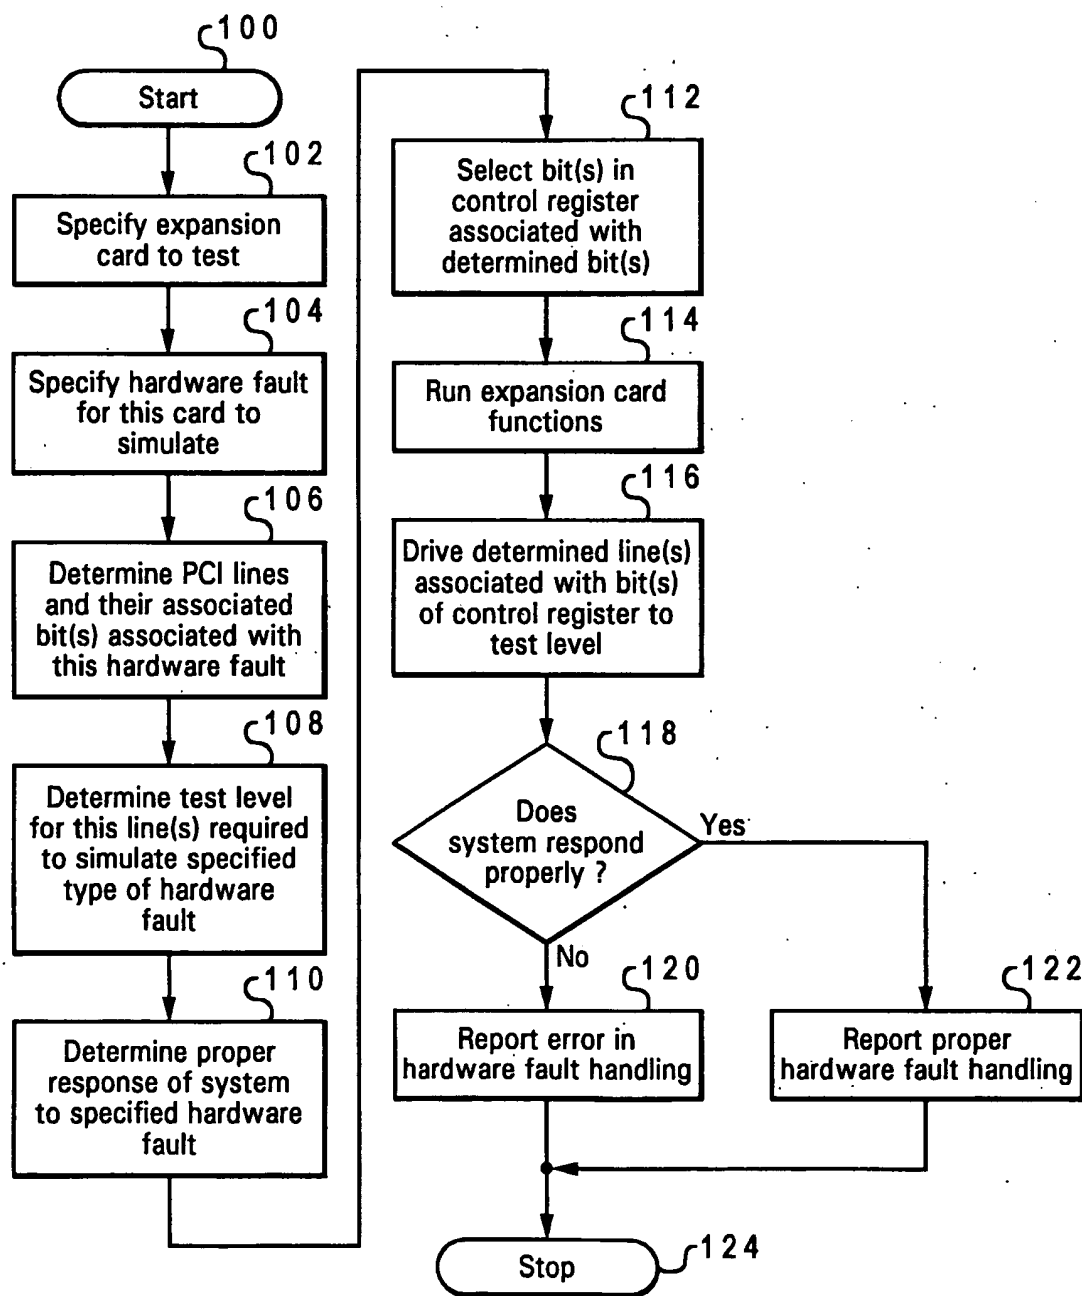 100
Start
102
Specify expansion
card to test
104
Specify hardware fault
for this card to
simulate
106
Determine PCI lines
and their associated
bit(s) associated with
this hardware fault
108
Determine test level
for this line(s) required
to simulate specified
type of hardware
fault
110
Determine proper
response of system
to specified hardware
fault
112
Select bit(s) in
control register
associated with
determined bit(s)
114
Run expansion card
functions
116
Drive determined line(s)
associated with bit(s)
of control register to
test level
118
Does
system respond
properly ?
Yes
No
120
Report error in
hardware fault handling
122
Report proper
hardware fault handling
Stop
124